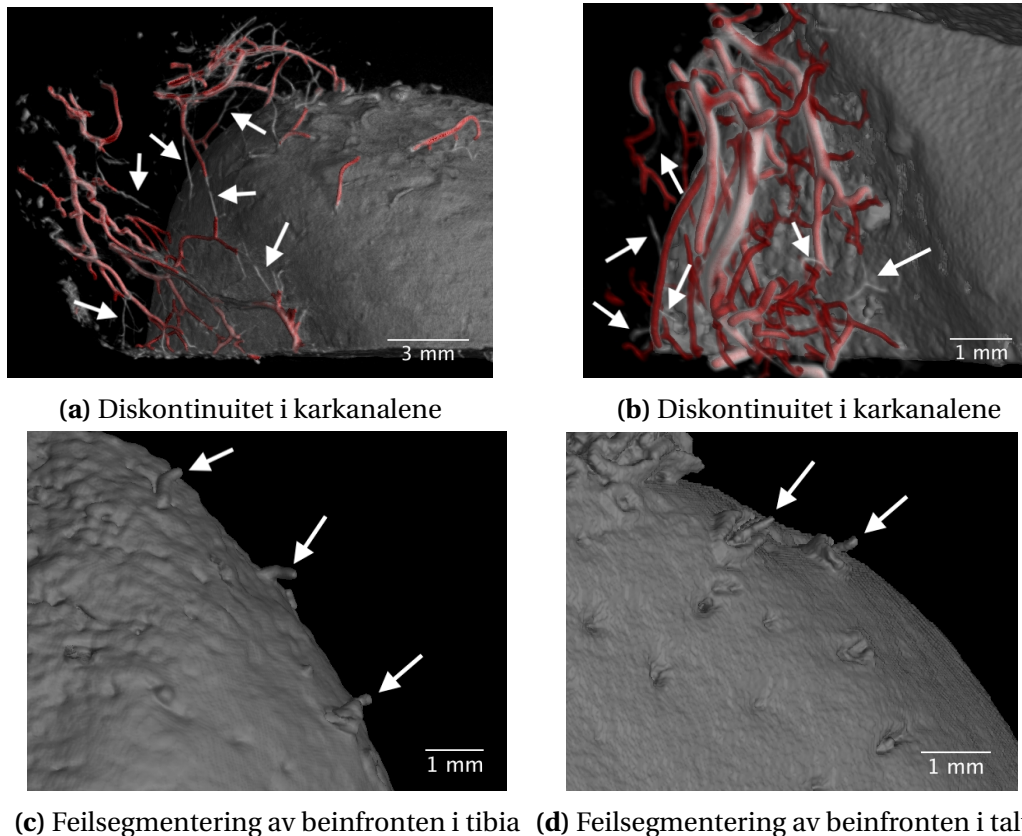 3 mm
1 mm
(a) Diskontinuitet i karkanalene
(b) Diskontinuitet i karkanalene
1 mm
1 mm
(c) Feilsegmentering av beinfronten i tibia
(d) Feilsegmentering av beinfronten i tal